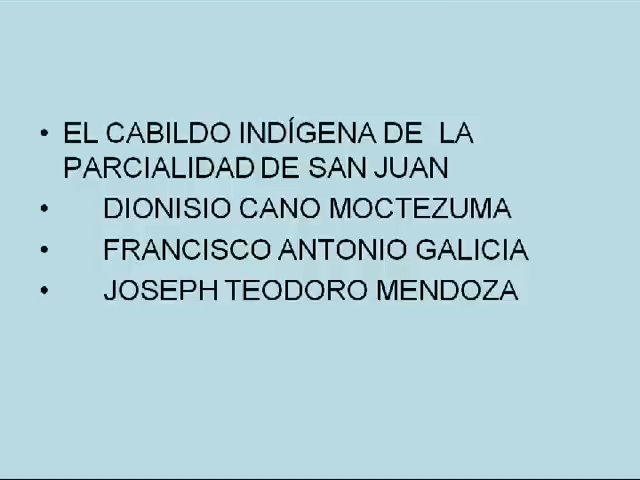 • EL CABILDO INDÍGENA DE LA
PARCIALIDAD DE SAN JUAN
• DIONISIO CANO MOCTEZUMA
• FRANCISCO ANTONIO GALICIA
• JOSEPH TEODORO MENDOZA